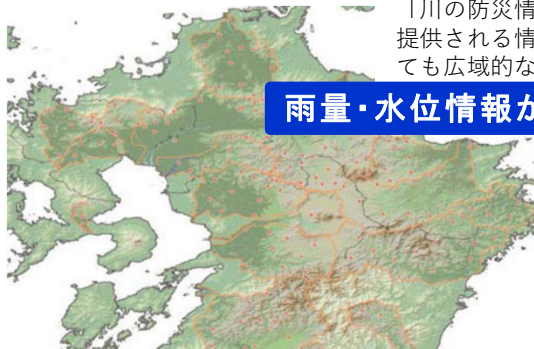 「川の防災情
提供される情
ても広域的な
雨量・水位情報が